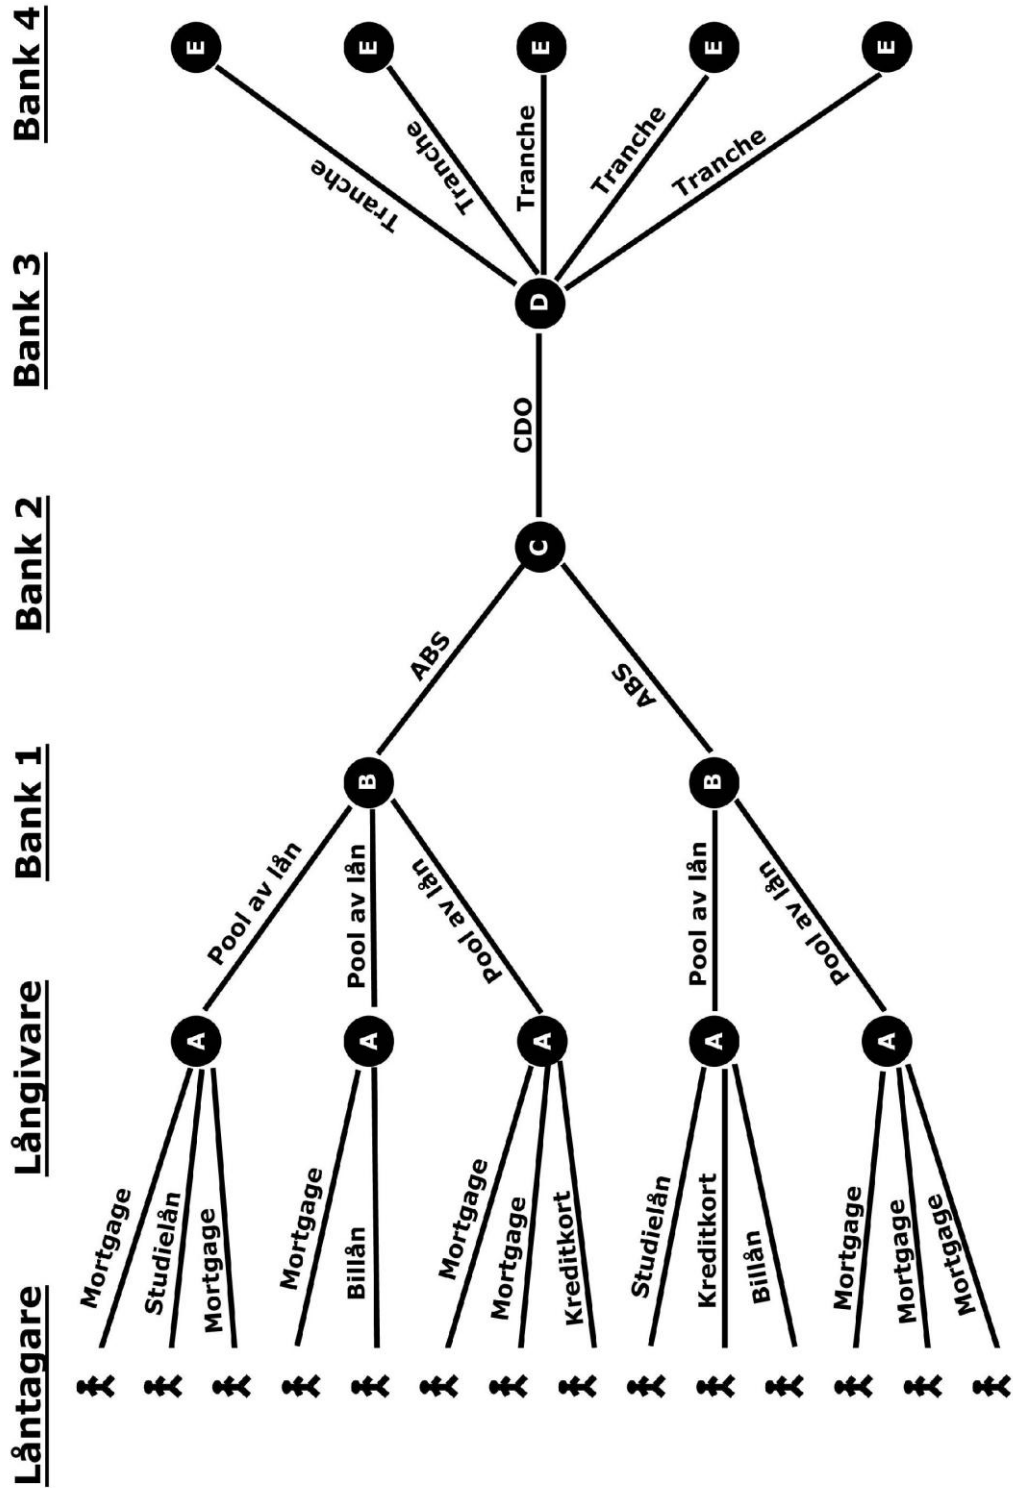 Låntagare
Långivare
Bank 1
Bank 2
Bank 3
Bank 4
Mortgage
Studielån
Mortgage
Mortgage
Billån
Mortgage
Mortgage
Kreditkort
Studielån
Kreditkort
Billån
Mortgage
Mortgage
Mortgage
A
A
A
A
A
Pool av lån
Pool av lån
Pool av lån
Pool av lån
Pool av lån
B
B
ABS
ABS
C
CDO
D
Tranche
Tranche
Tranche
Tranche
Tranche
E
E
E
E
E